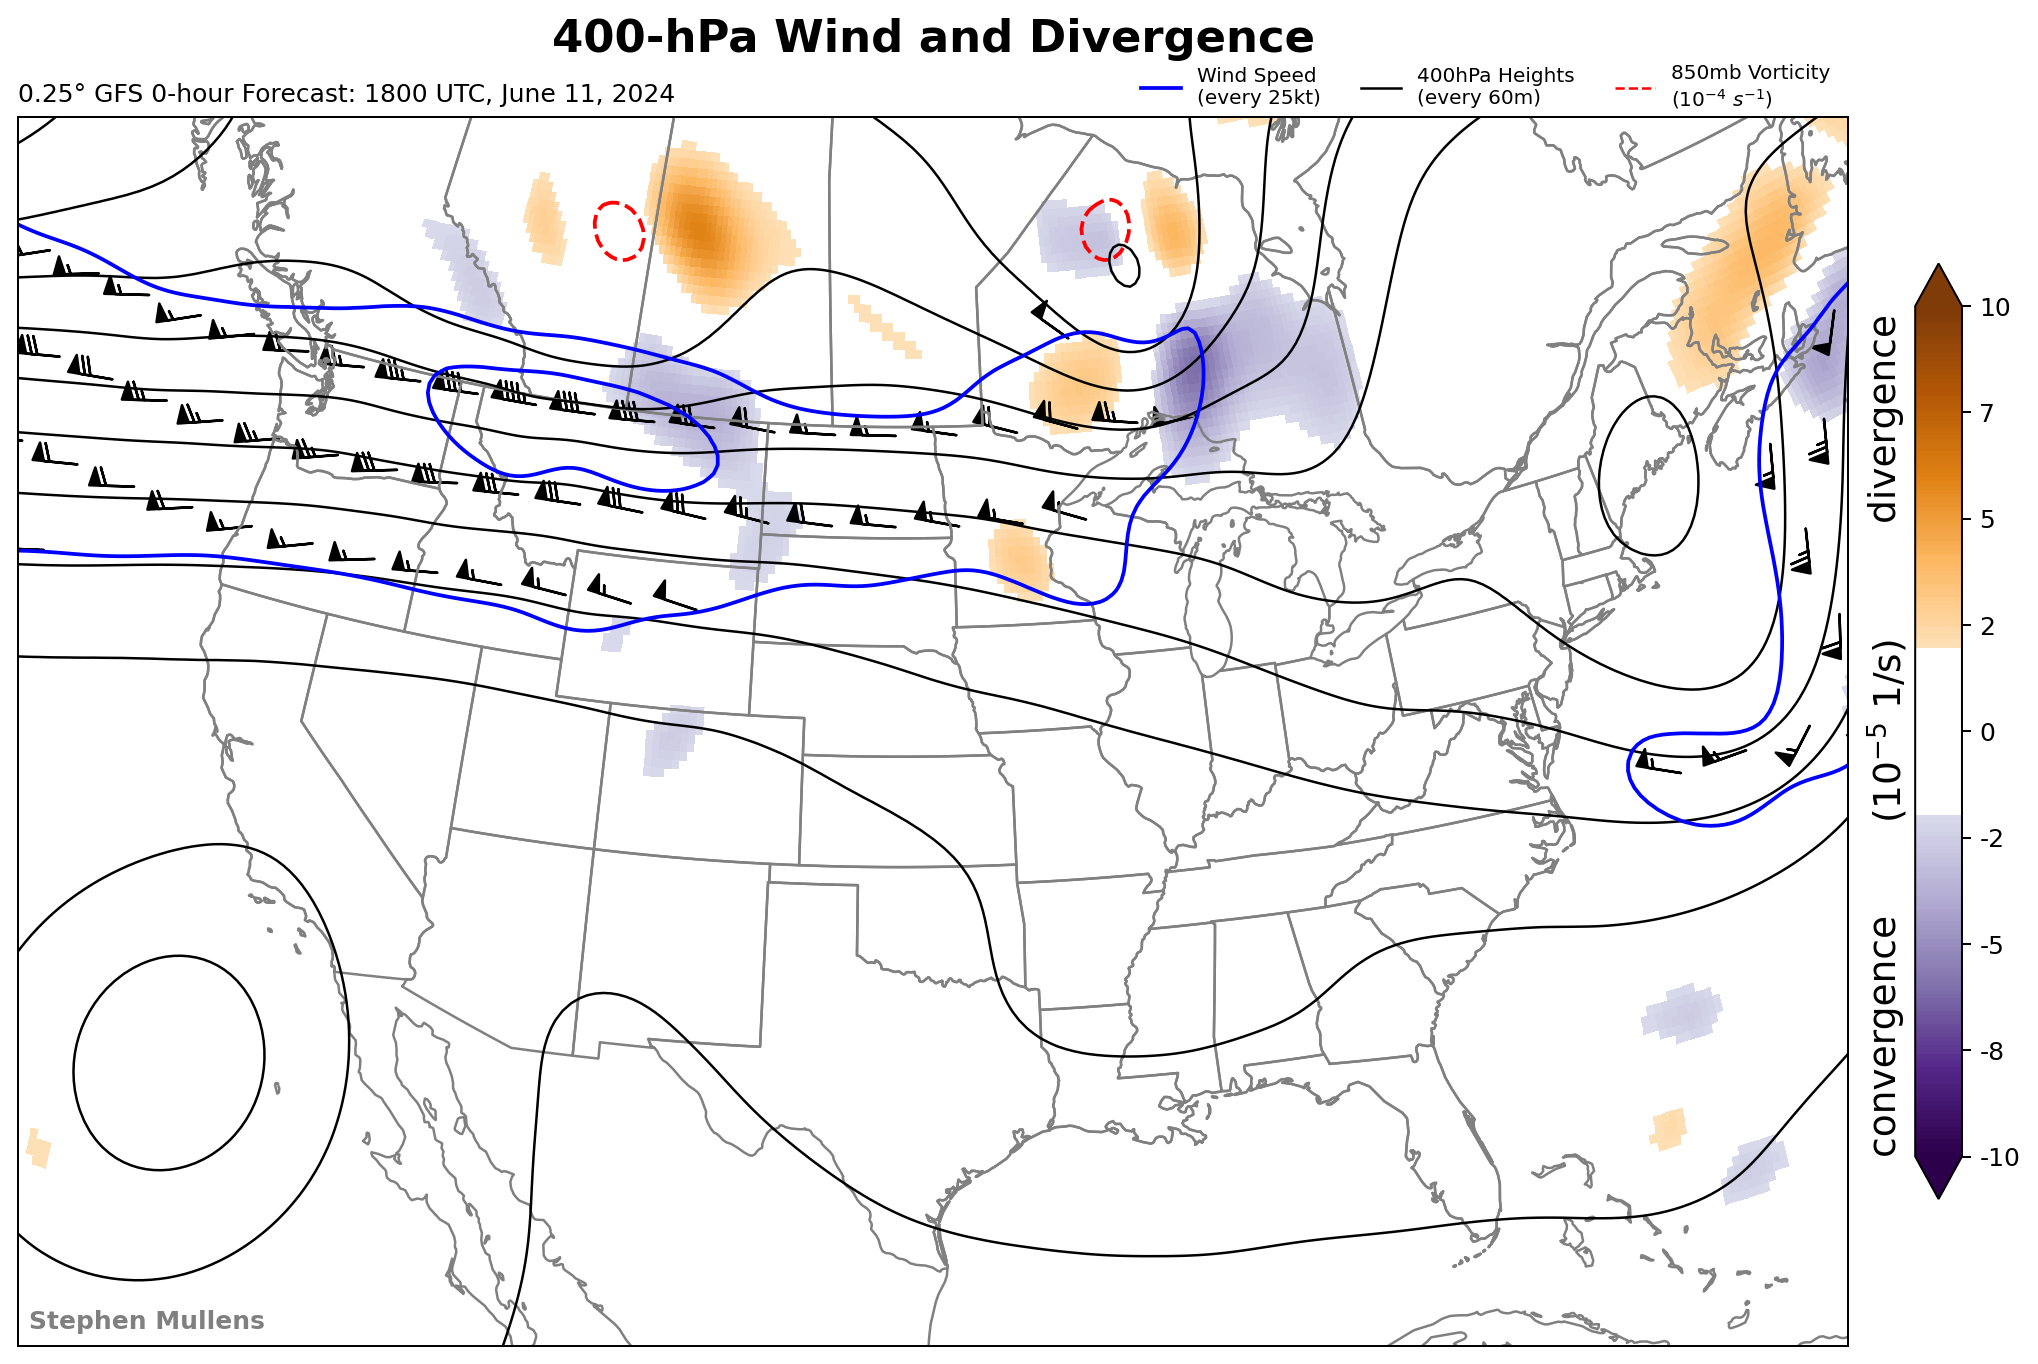 400-hPa Wind and Divergence
0.25° GFS 0-hour Forecast: 1800 UTC, June 11, 2024
Wind Speed
(every 25kt)
400hPa Heights
(every 60m)
850mb Vorticity
(10⁻⁴ s⁻¹)
10
7
5
2
0
-2
-5
-8
-10
convergence (10⁻⁵ 1/s) divergence
Stephen Mullens